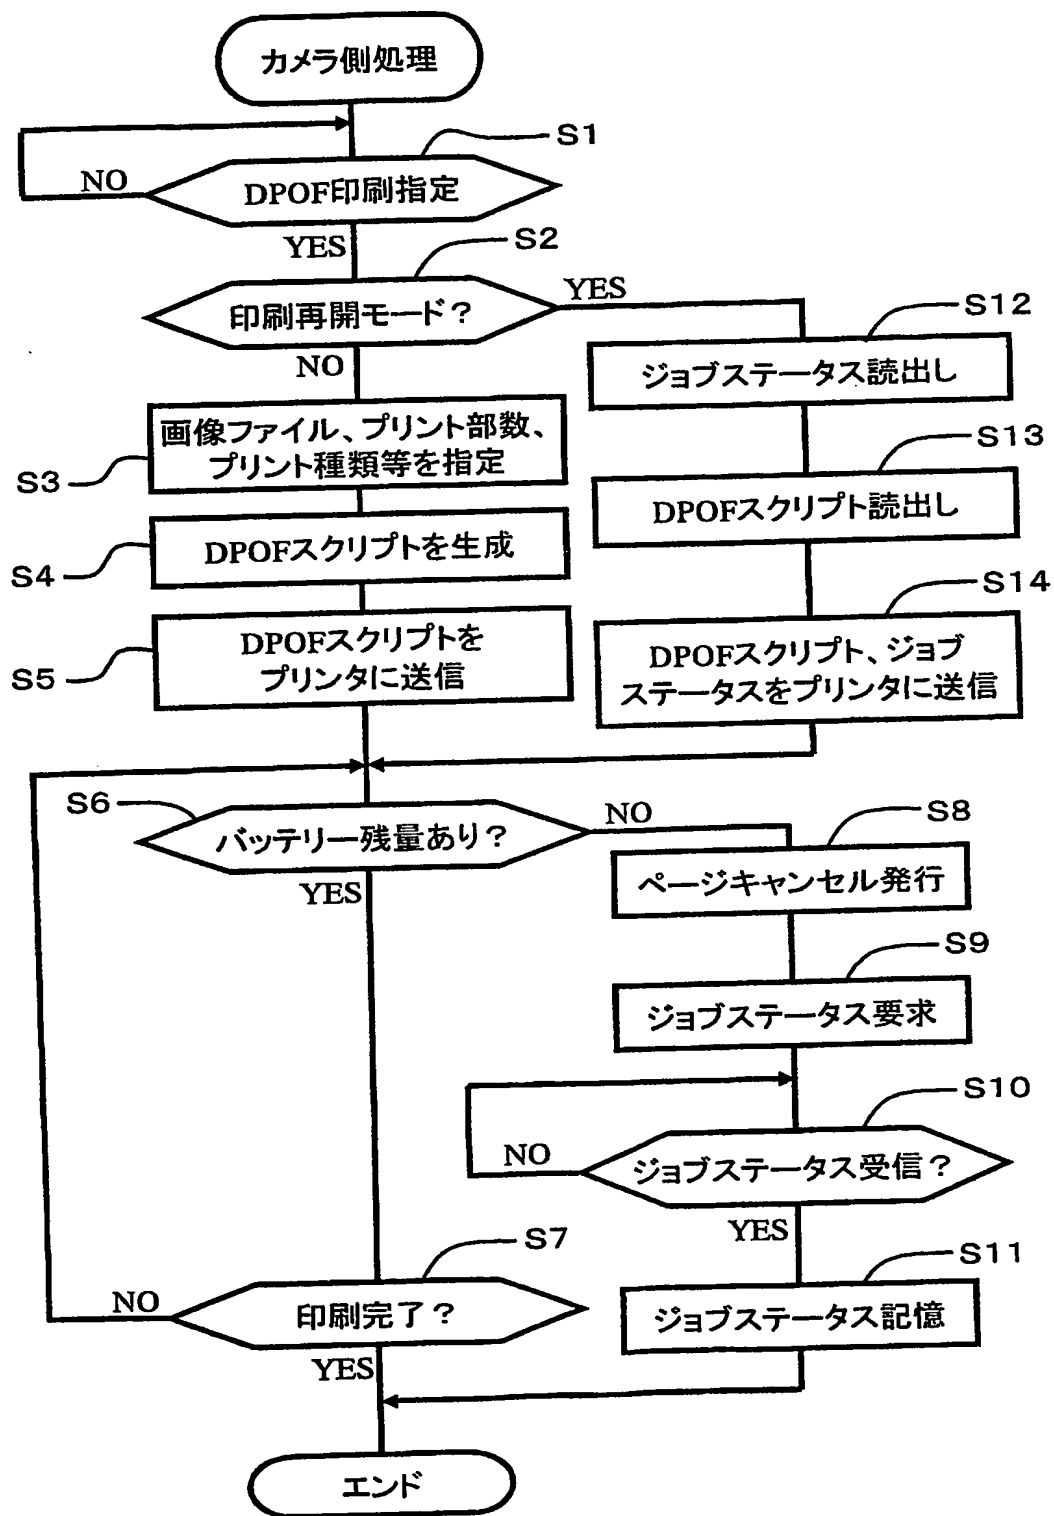 カメラ側処理
S1
NO
DPOF印刷指定
YES
S2
印刷再開モード？
YES
NO
S12
ジョブステータス読出し
画像ファイル、プリント部数、
プリント種類等を指定
S3
S13
DPOFスクリプト読出し
DPOFスクリプトを生成
S4
S14
DPOFスクリプト、ジョブ
ステータスをプリンタに送信
DPOFスクリプトを
プリンタに送信
S5
S6
バッテリー残量あり？
NO
YES
S8
ページキャンセル発行
S9
ジョブステータス要求
S10
NO
ジョブステータス受信？
YES
S7
NO
印刷完了？
YES
S11
ジョブステータス記憶
エンド